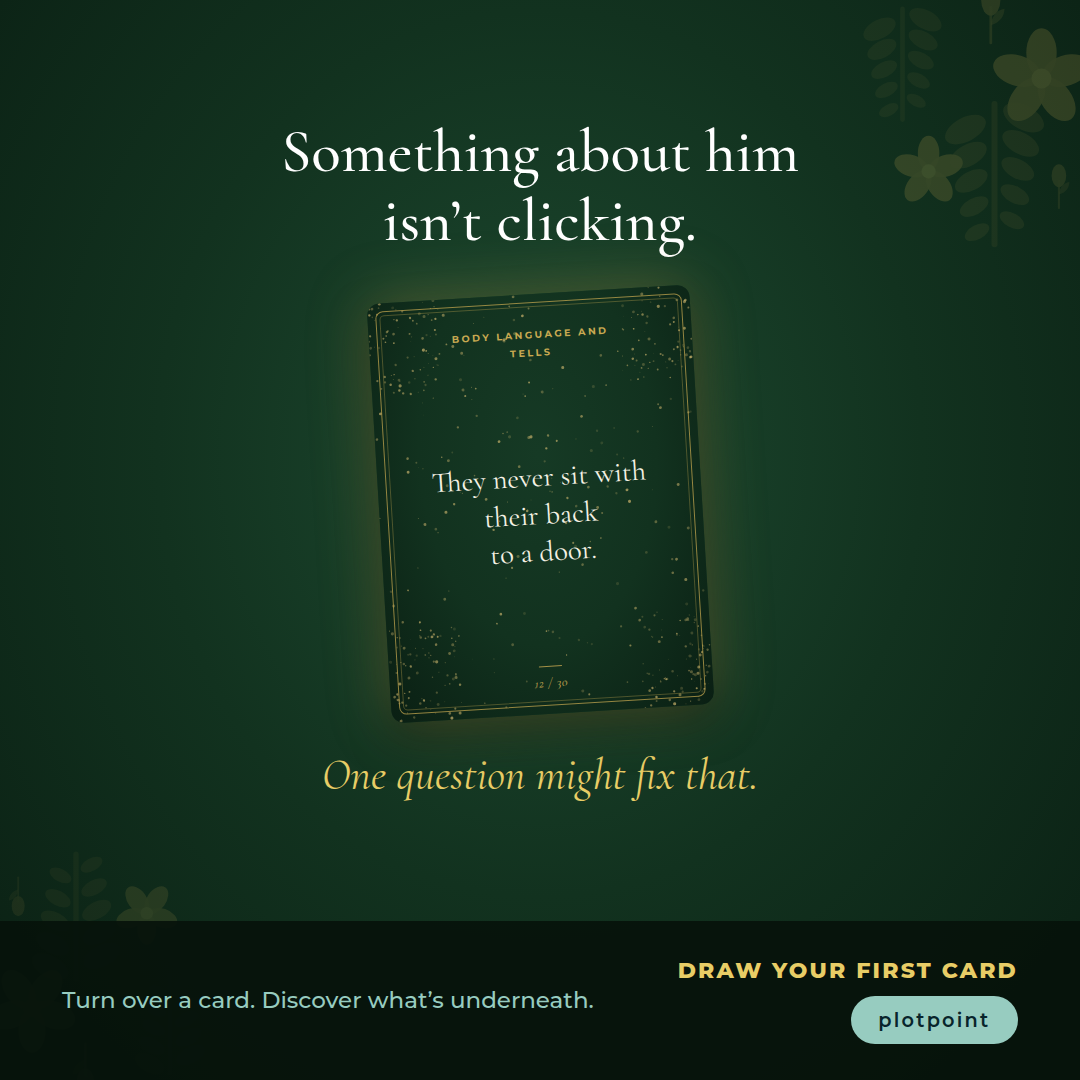 Something about him
isn’t clicking.
BODY LANGUAGE AND
TELLS
They never sit with
their back
to a door.
12 / 30
One question might fix that.
Turn over a card. Discover what’s underneath.
DRAW YOUR FIRST CARD
plotpoint